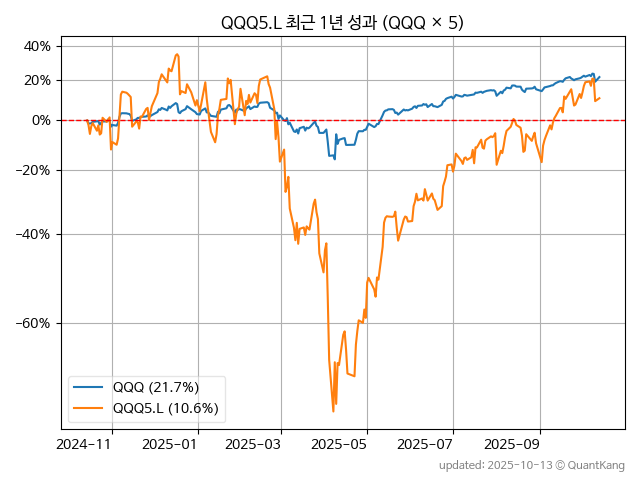 QQQ5.L 최근 1년 성과 (QQQ × 5)
40%
20%
0%
−20%
−40%
−60%
QQQ (21.7%)
QQQ5.L (10.6%)
2024-11 2025-01 2025-03 2025-05 2025-07 2025-09
updated: 2025-10-13 ⓒ QuantKang